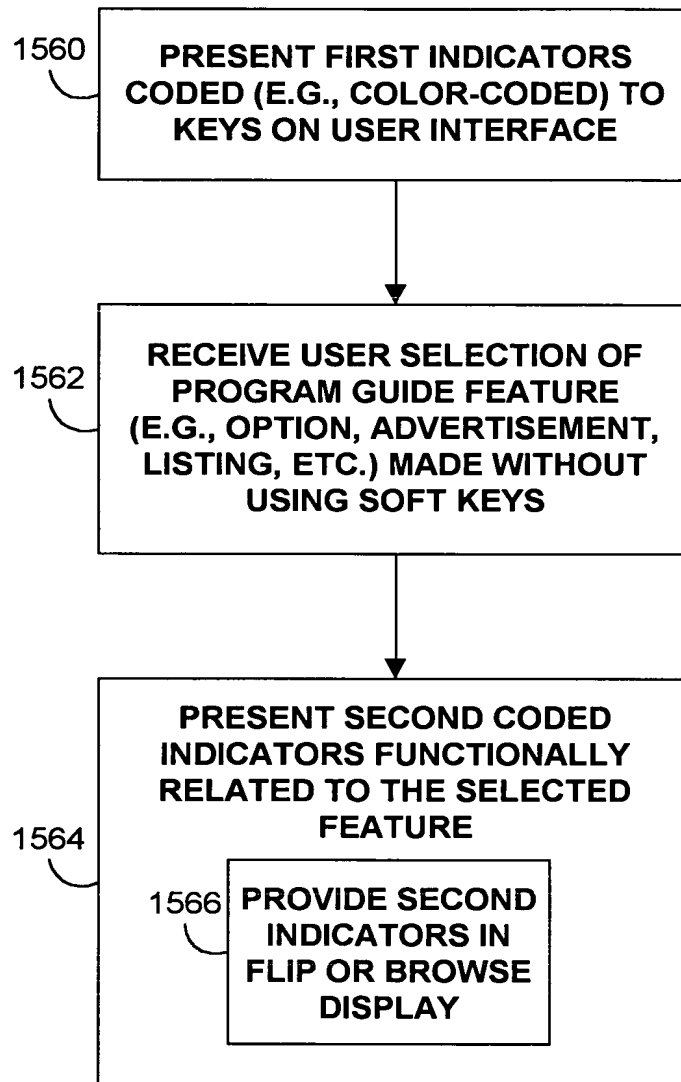 1560
PRESENT FIRST INDICATORS
CODED (E.G., COLOR-CODED) TO
KEYS ON USER INTERFACE
1562
RECEIVE USER SELECTION OF
PROGRAM GUIDE FEATURE
(E.G., OPTION, ADVERTISEMENT,
LISTING, ETC.) MADE WITHOUT
USING SOFT KEYS
1564
PRESENT SECOND CODED
INDICATORS FUNCTIONALLY
RELATED TO THE SELECTED
FEATURE
1566
PROVIDE SECOND
INDICATORS IN
FLIP OR BROWSE
DISPLAY